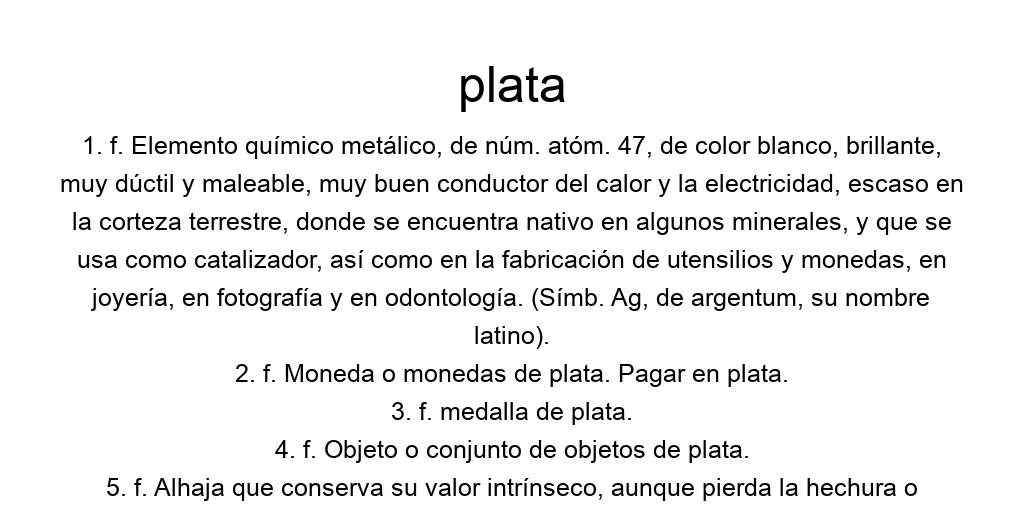 plata
1. f. Elemento químico metálico, de núm. atóm. 47, de color blanco, brillante,
muy dúctil y maleable, muy buen conductor del calor y la electricidad, escaso en
la corteza terrestre, donde se encuentra nativo en algunos minerales, y que se
usa como catalizador, así como en la fabricación de utensilios y monedas, en
joyería, en fotografía y en odontología. (Símb. Ag, de argentum, su nombre
latino).
2. f. Moneda o monedas de plata. Pagar en plata.
3. f. medalla de plata.
4. f. Objeto o conjunto de objetos de plata.
5. f. Alhaja que conserva su valor intrínseco, aunque pierda la hechura o